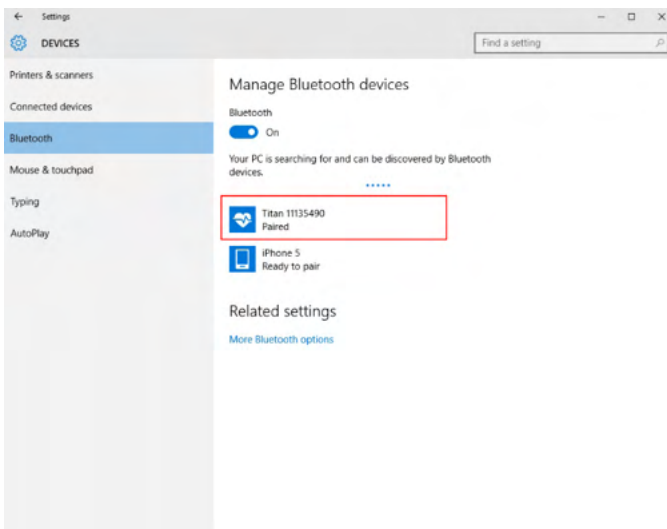 Settings
DEVICES
Find a setting
Printers & scanners
Connected devices
Bluetooth
Mouse & touchpad
Typing
AutoPlay
Manage Bluetooth devices
Bluetooth
On
Your PC is searching for and can be discovered by Bluetooth
devices.
Titan 11135490
Paired
iPhone 5
Ready to pair
Related settings
More Bluetooth options